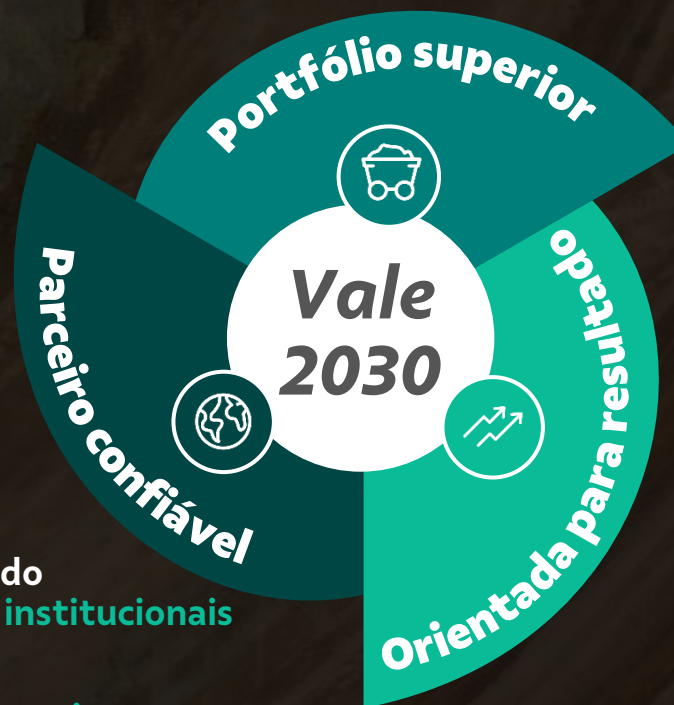 Portfólio superior
Vale
2030
Parceiro confiável
Orientada para resultado
do
institucionais